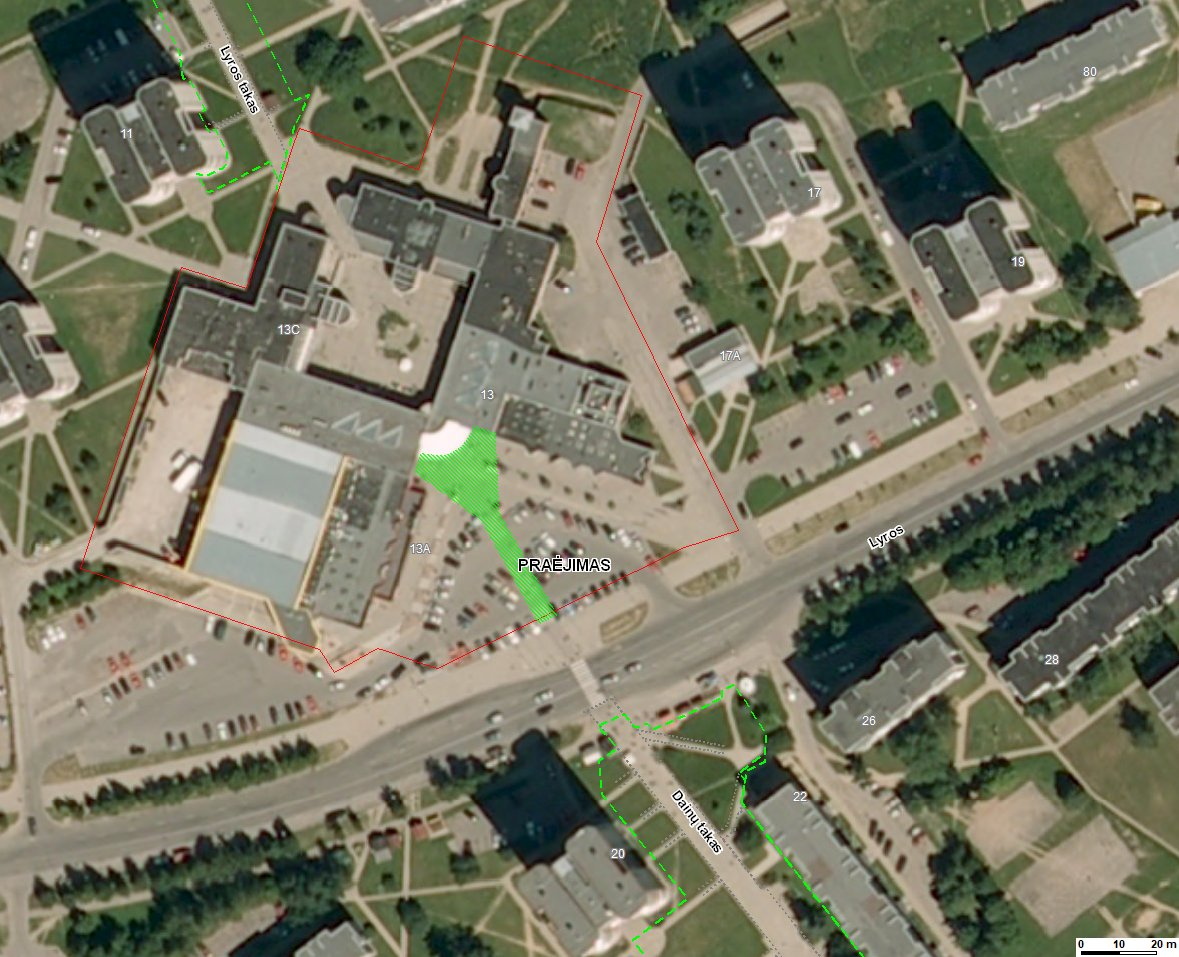 Lyros takas
80
11
17
19
13C
17A
13
13A
Lyros
PRAĖJIMAS
28
26
22
Dainų takas
20
0 10 20 m